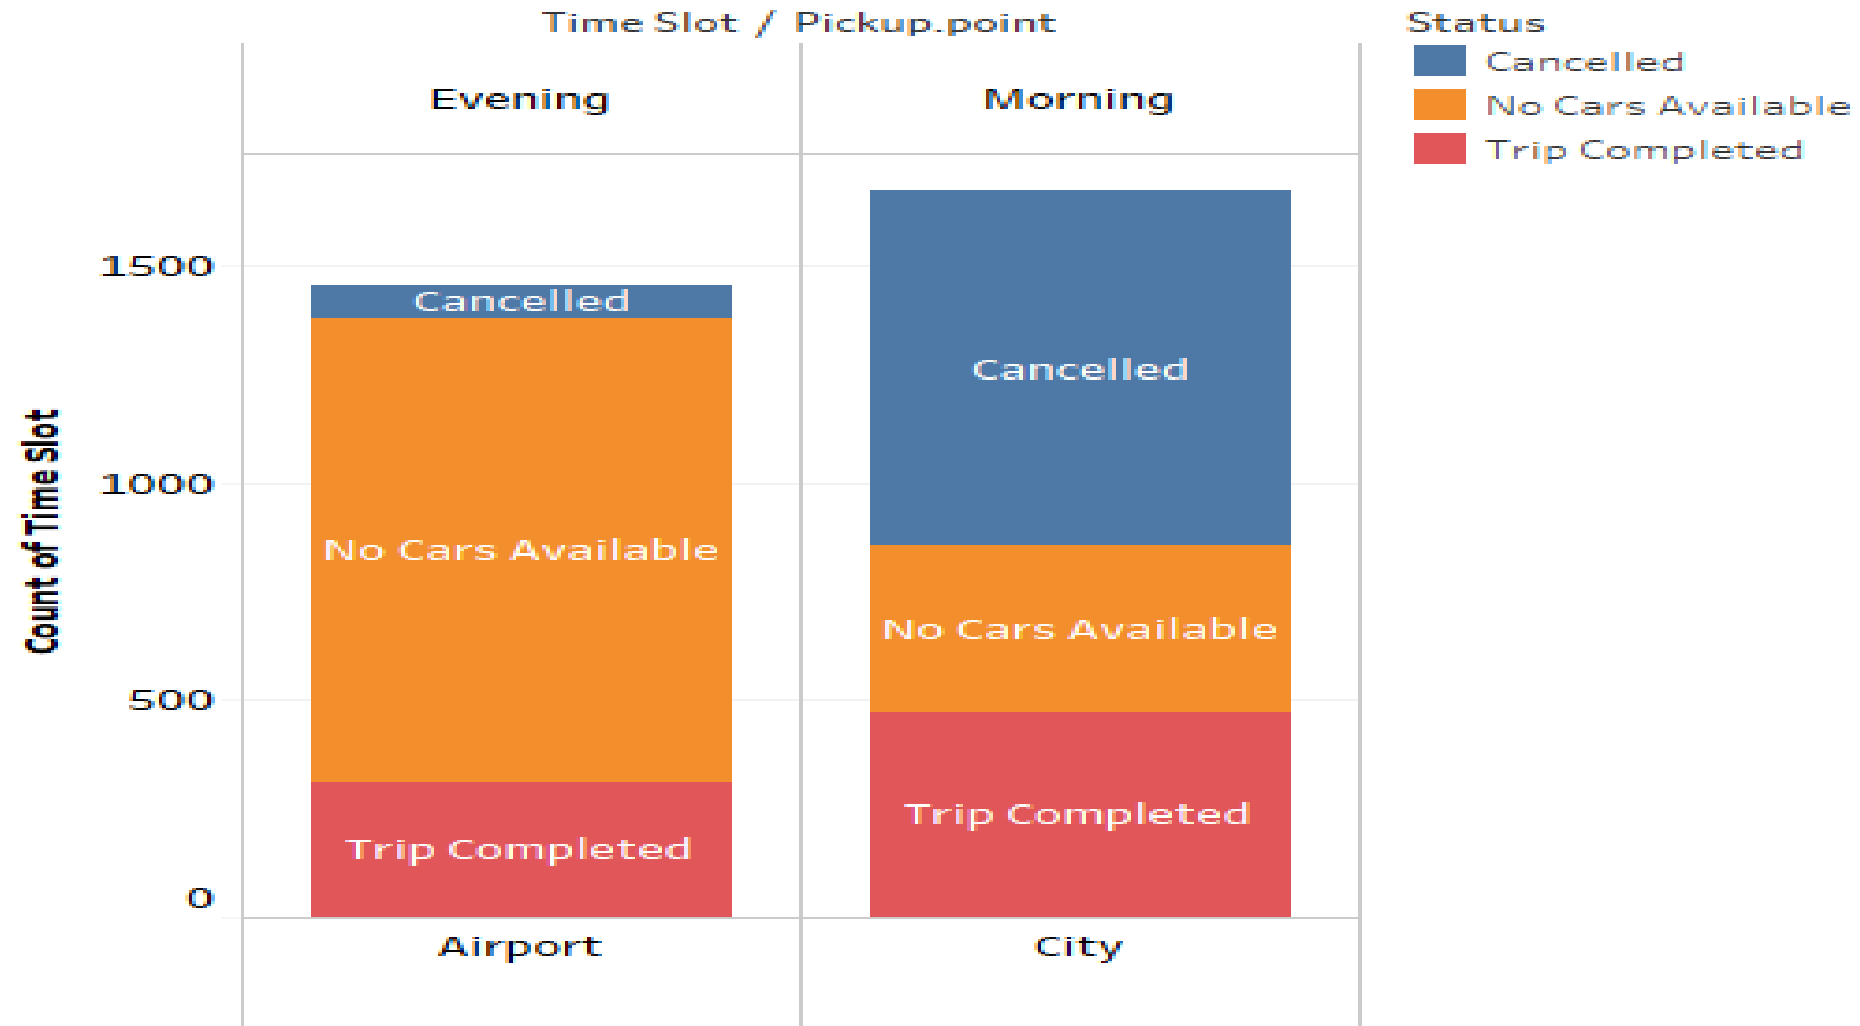 Time Slot / Pickup.point
Status
Cancelled
No Cars Available
Trip Completed
Evening
Morning
1500
1000
500
0
Count of Time Slot
Cancelled
No Cars Available
Trip Completed
Cancelled
No Cars Available
Trip Completed
Airport
City